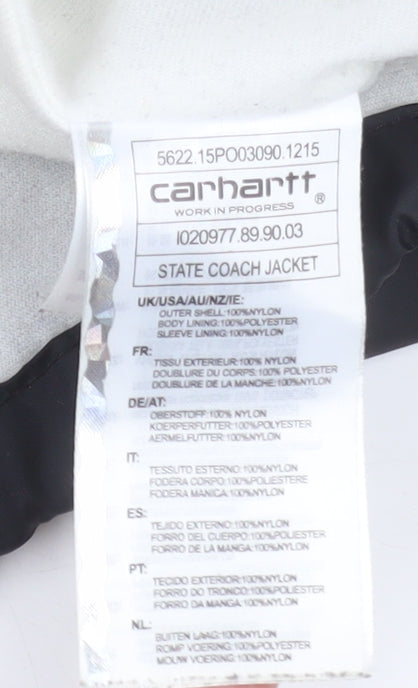 5622.15PO03090.1215
carhartt®
WORK IN PROGRESS
I020977.89.90.03
STATE COACH JACKET
UK/USA/AU/NZ/IE:
OUTER SHELL:100%NYLON
BODY LINING:100%POLYESTER
SLEEVE LINING:100%NYLON
FR:
TISSU EXTERIEUR:100% NYLON
DOUBLURE DU CORPS:100% POLYESTER
DOUBLURE DE LA MANCHE:100%NYLON
DE/AT:
OBERSTOFF:100% NYLON
KOERPERFUTTER:100%POLYESTER
AERMELFUTTER:100%NYLON
IT:
TESSUTO ESTERNO:100%NYLON
FODERA CORPO:100%POLIESTERE
FODERA MANICA:100%NYLON
ES:
TEJIDO EXTERNO:100%NYLON
FORRO DEL CUERPO:100%POLIESTER
FORRO DE LA MANGA:100%NYLON
PT:
TECIDO EXTERIOR:100%NYLON
FORRO DO TRONCO:100%POLIESTER
FORRO DA MANGA:100%NYLON
NL:
BUITEN LAAG:100%NYLON
ROMP VOERING:100%POLYESTER
MOUW VOERING:100%NYLON